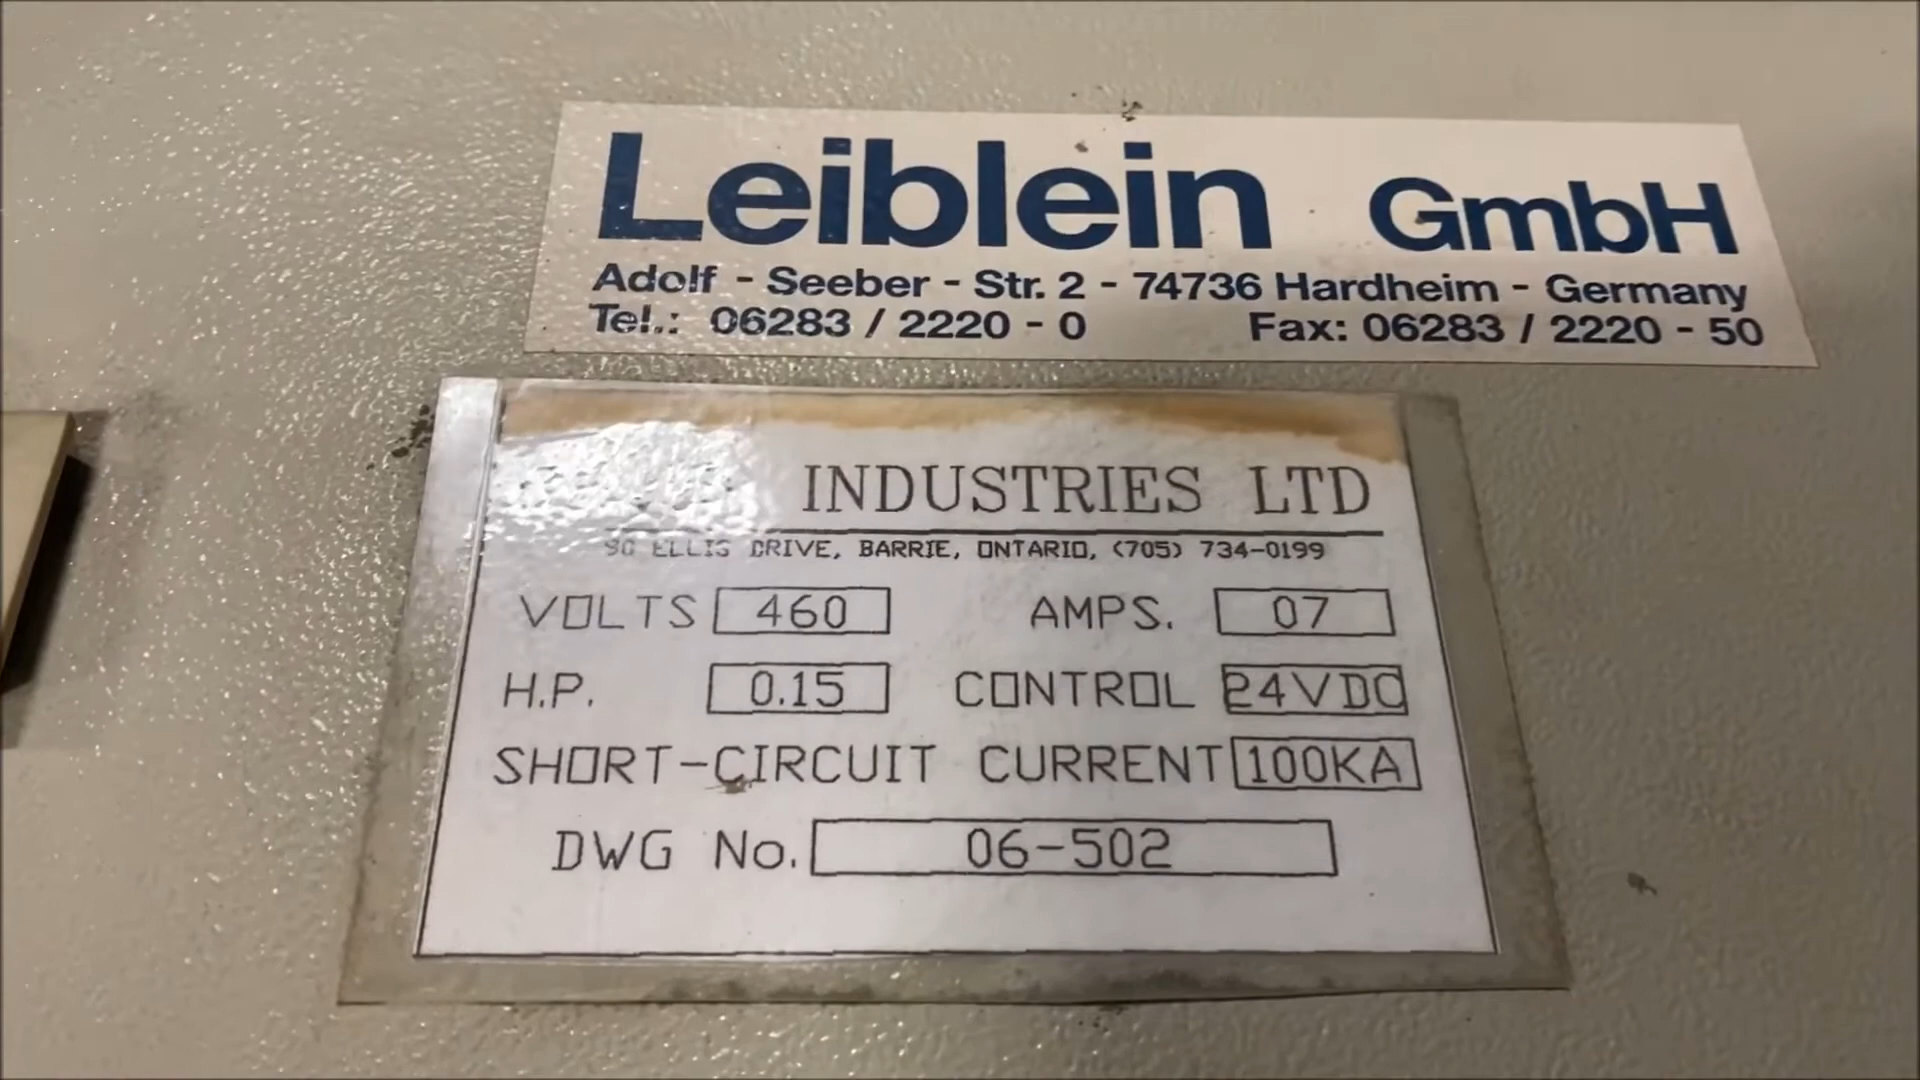 Leiblein GmbH
Adolf - Seeber - Str. 2 - 74736 Hardheim - Germany
Tel.: 06283 / 2220 - 0 Fax: 06283 / 2220 - 50
INDUSTRIES LTD
90 ELLIS DRIVE, BARRIE, ONTARIO, (705) 734-0199
VOLTS 460 AMPS. 07
H.P. 0.15 CONTROL 24VDC
SHORT-CIRCUIT CURRENT 100KA
DWG No. 06-502